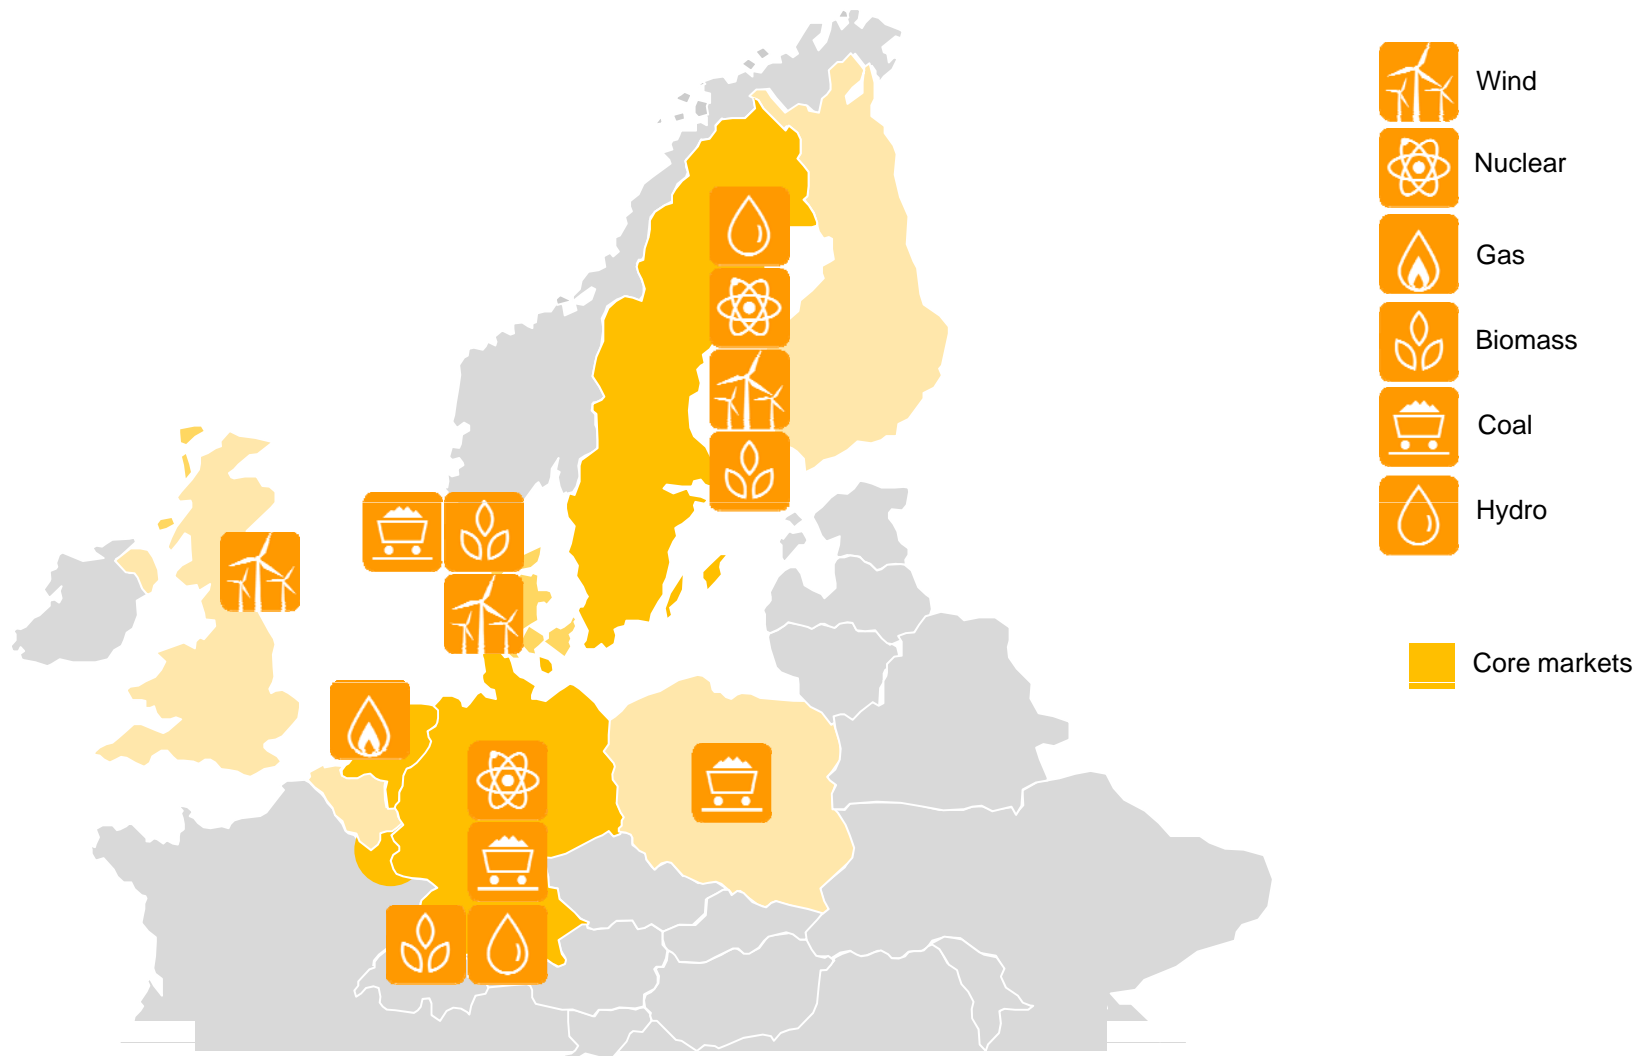 Wind
Nuclear
Gas
Biomass
Coal
Hydro
Core markets